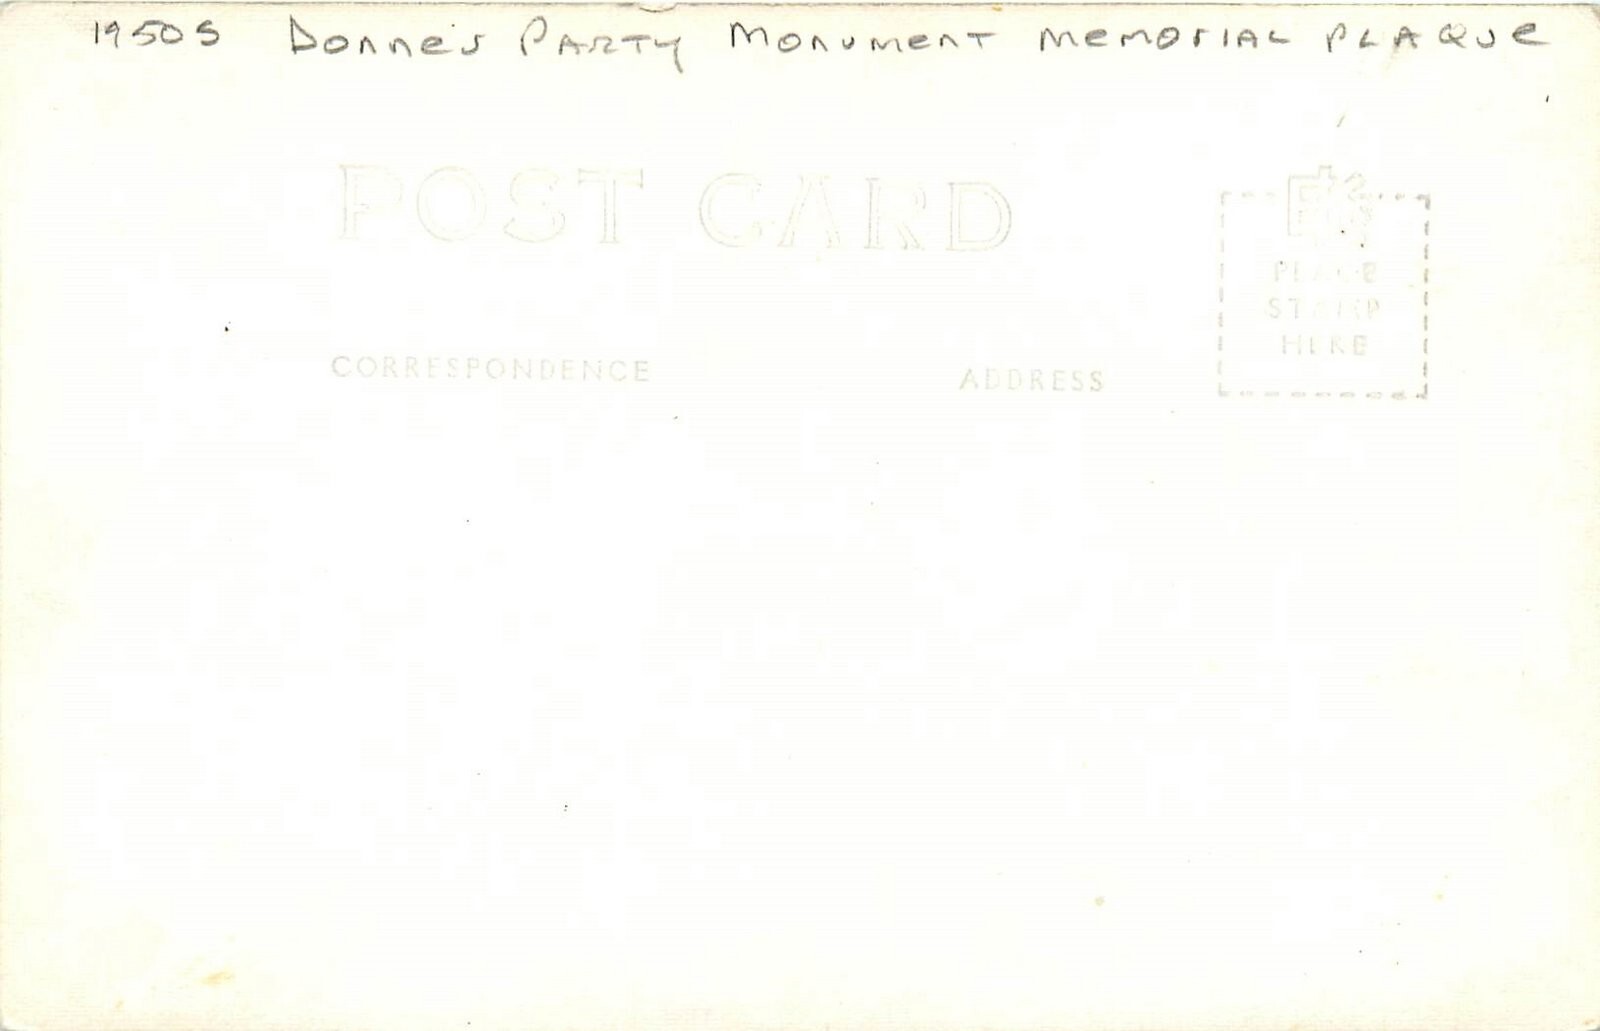 1950s Donner's Party Monument Memorial Plaque
POST CARD
PLACE
STAMP
HERE
CORRESPONDENCE
ADDRESS